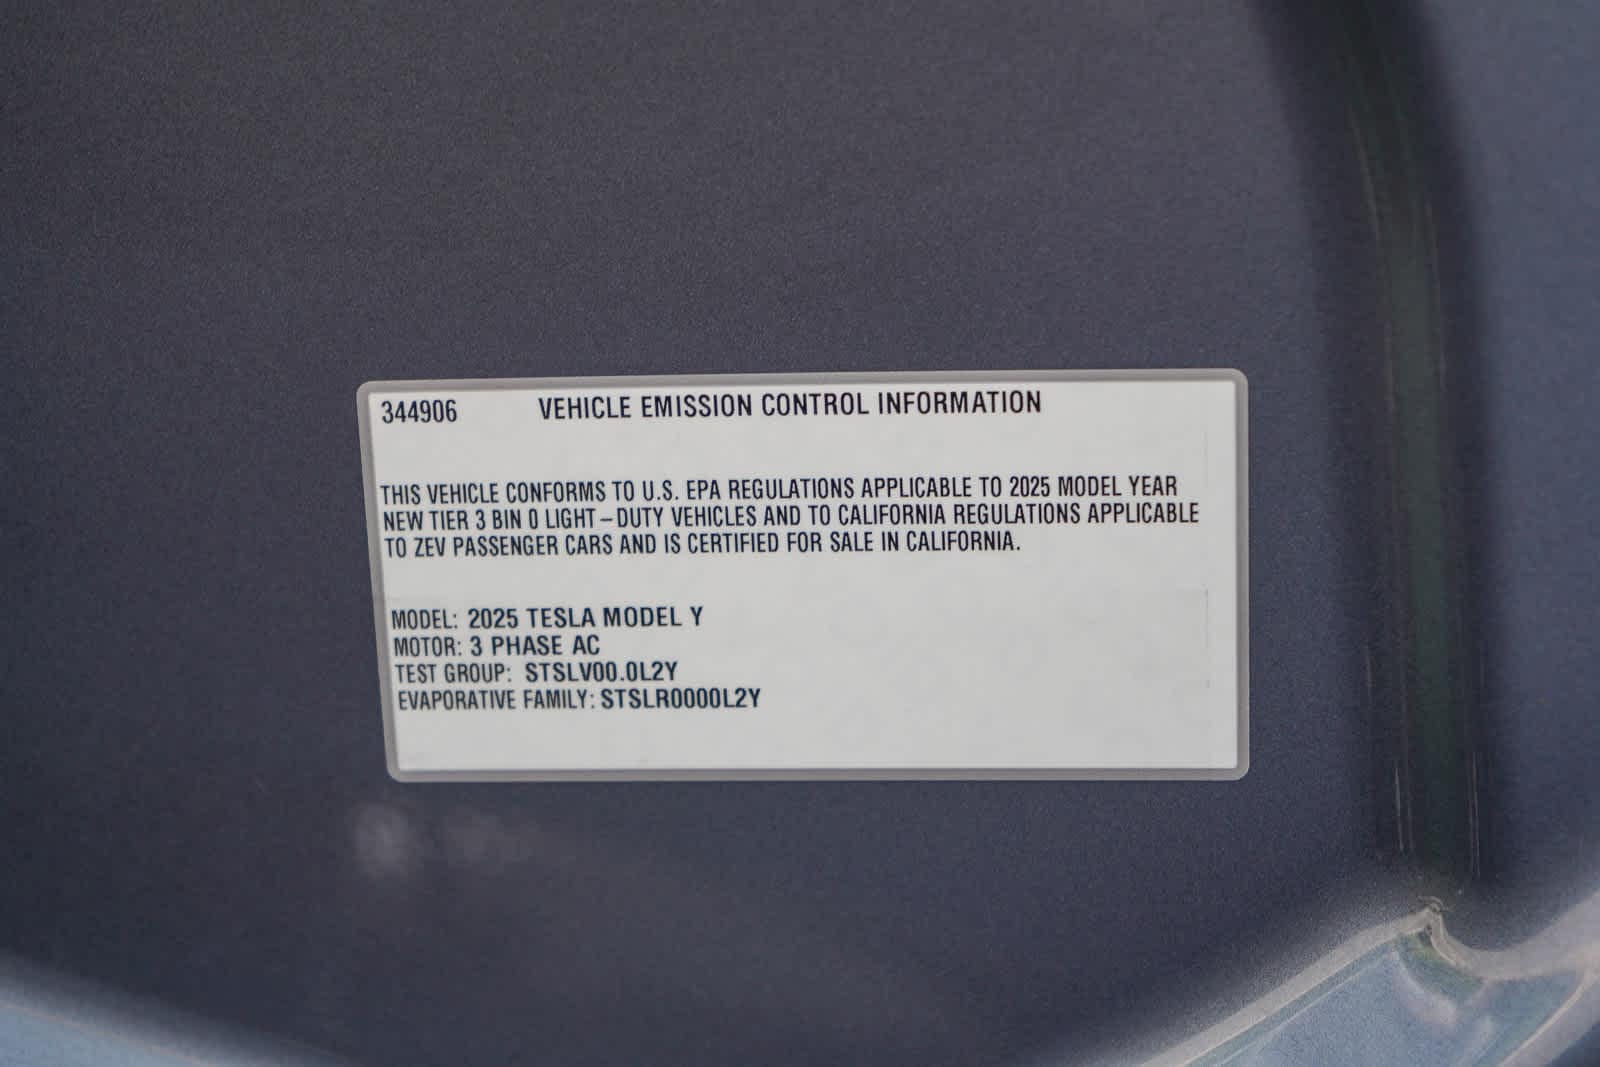 344906 VEHICLE EMISSION CONTROL INFORMATION
THIS VEHICLE CONFORMS TO U.S. EPA REGULATIONS APPLICABLE TO 2025 MODEL YEAR
NEW TIER 3 BIN 0 LIGHT-DUTY VEHICLES AND TO CALIFORNIA REGULATIONS APPLICABLE
TO ZEV PASSENGER CARS AND IS CERTIFIED FOR SALE IN CALIFORNIA.
MODEL: 2025 TESLA MODEL Y
MOTOR: 3 PHASE AC
TEST GROUP: STSLV00.0L2Y
EVAPORATIVE FAMILY: STSLR0000L2Y